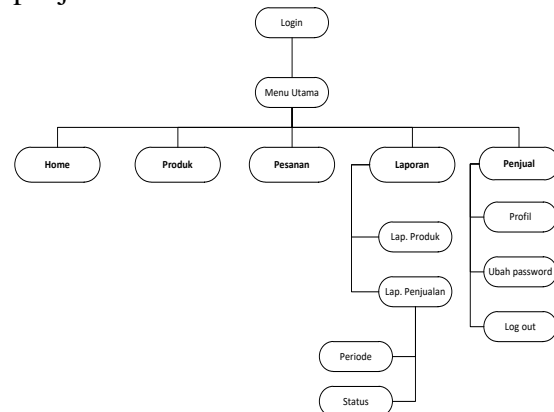 Login
Menu Utama
Home
Produk
Pesanan
Laporan
Penjual
Profil
Lap. Produk
Ubah password
Lap. Penjualan
Log out
Periode
Status